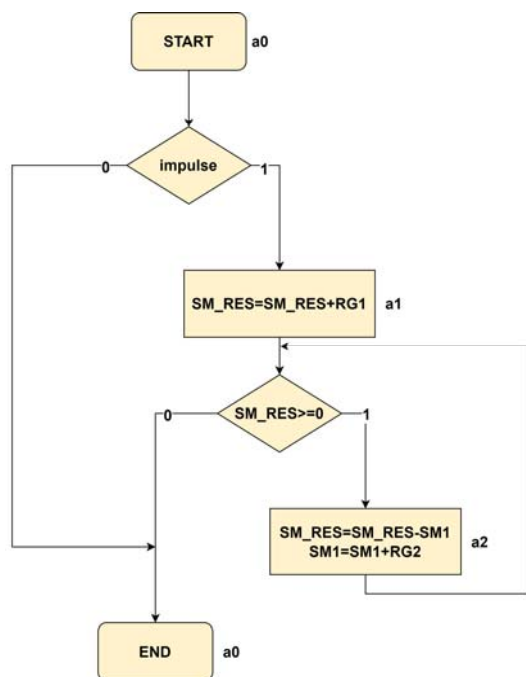 START
a0
impulse
0
1
SM_RES=SM_RES+RG1
a1
SM_RES>=0
0
1
SM_RES=SM_RES-SM1
SM1=SM1+RG2
a2
END
a0